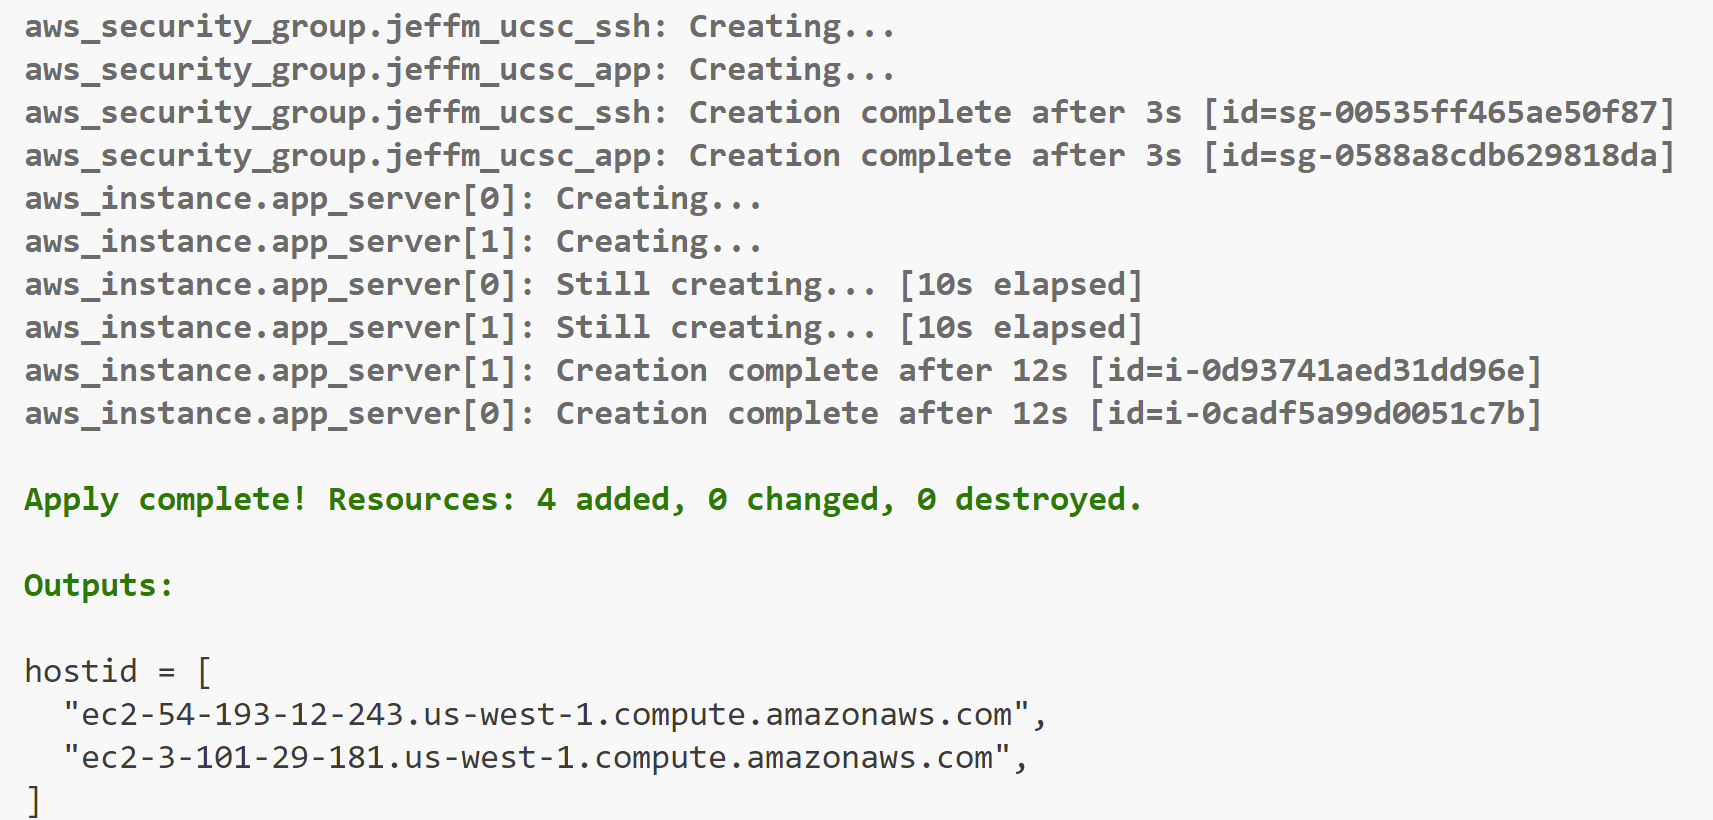 aws_security_group.jeffm_ucsc_ssh: Creating...
aws_security_group.jeffm_ucsc_app: Creating...
aws_security_group.jeffm_ucsc_ssh: Creation complete after 3s [id=sg-00535ff465ae50f87]
aws_security_group.jeffm_ucsc_app: Creation complete after 3s [id=sg-0588a8cdb629818da]
aws_instance.app_server[0]: Creating...
aws_instance.app_server[1]: Creating...
aws_instance.app_server[0]: Still creating... [10s elapsed]
aws_instance.app_server[1]: Still creating... [10s elapsed]
aws_instance.app_server[1]: Creation complete after 12s [id=i-0d93741aed31dd96e]
aws_instance.app_server[0]: Creation complete after 12s [id=i-0cadf5a99d0051c7b]
Apply complete! Resources: 4 added, 0 changed, 0 destroyed.
Outputs:
hostid = [
  "ec2-54-193-12-243.us-west-1.compute.amazonaws.com",
  "ec2-3-101-29-181.us-west-1.compute.amazonaws.com",
]